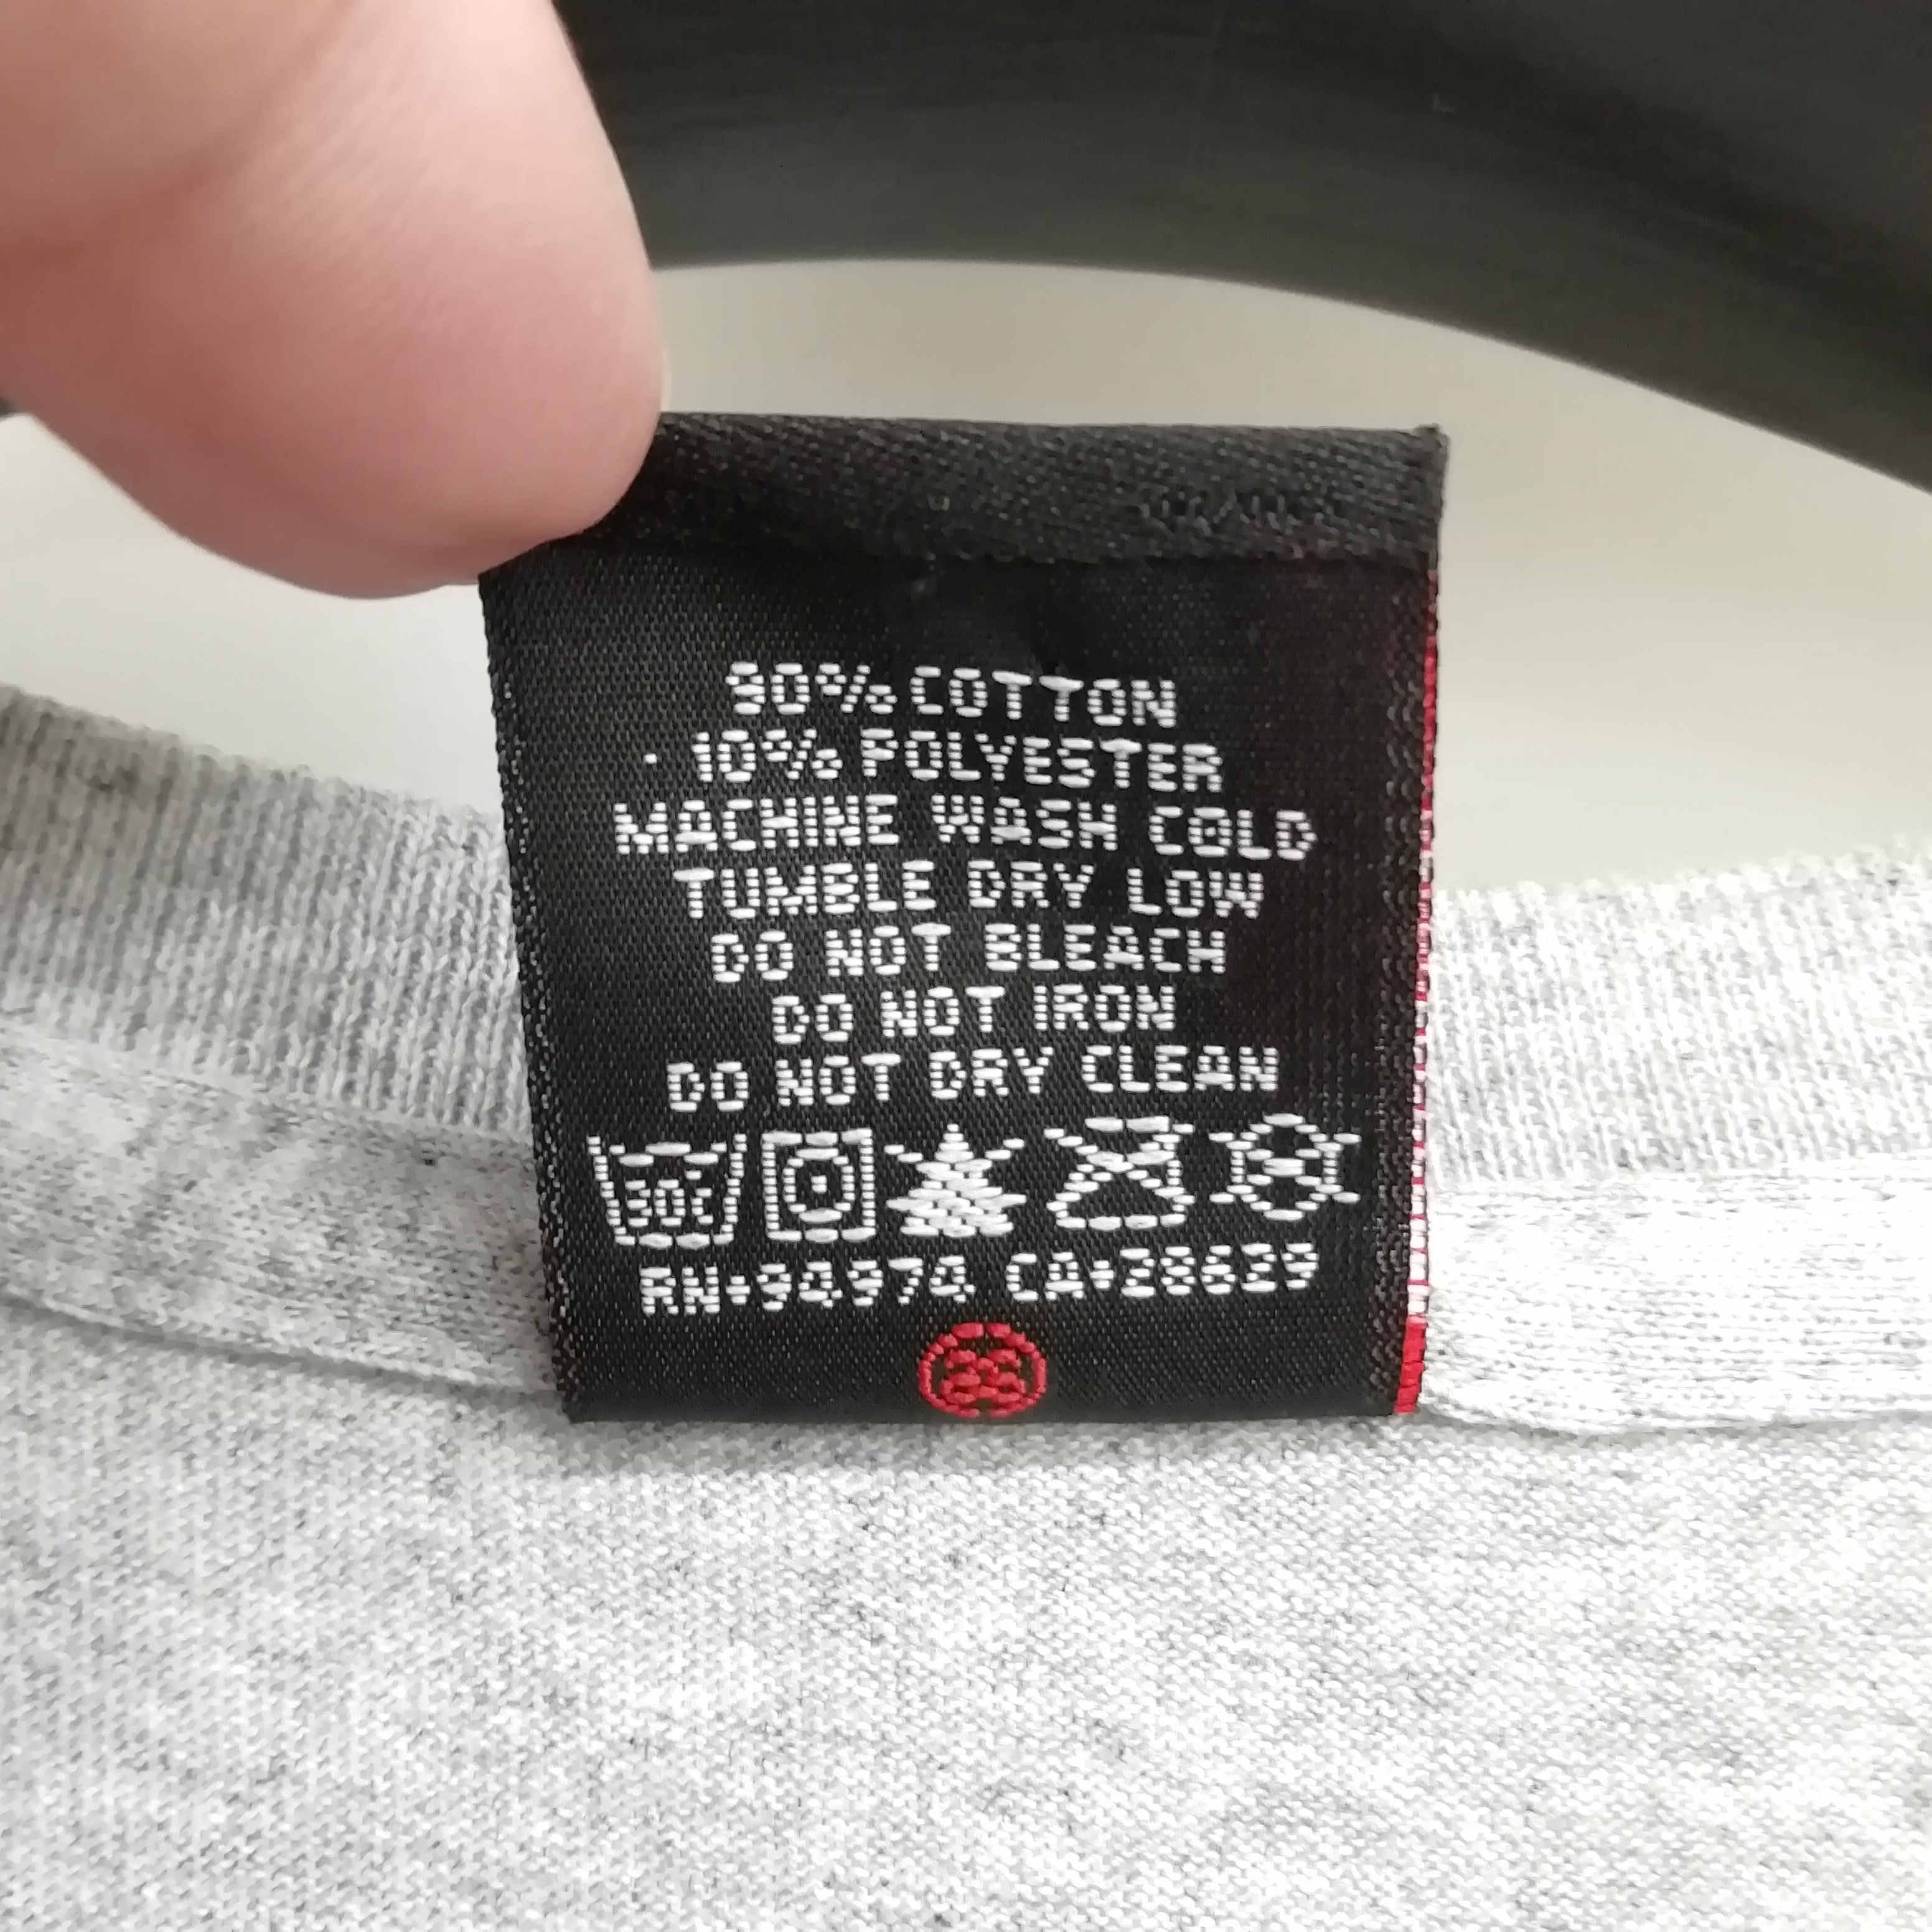 90% COTTON
10% POLYESTER
MACHINE WASH COLD
TUMBLE DRY LOW
DO NOT BLEACH
DO NOT IRON
DO NOT DRY CLEAN
30c
RN•94974 CA•28629